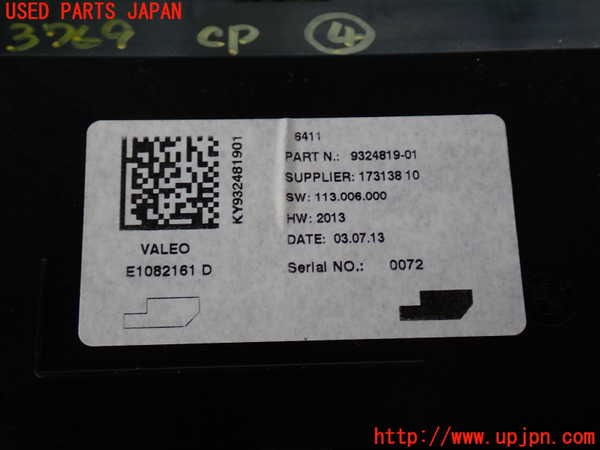 USED PARTS JAPAN
3769 CP 4
6411
PART N.: 9324819-01
SUPPLIER: 173138 10
SW: 113.006.000
HW: 2013
DATE: 03.07.13
Serial NO.: 0072
KY932481901
VALEO
E1082161 D
http://www.upjpn.com/